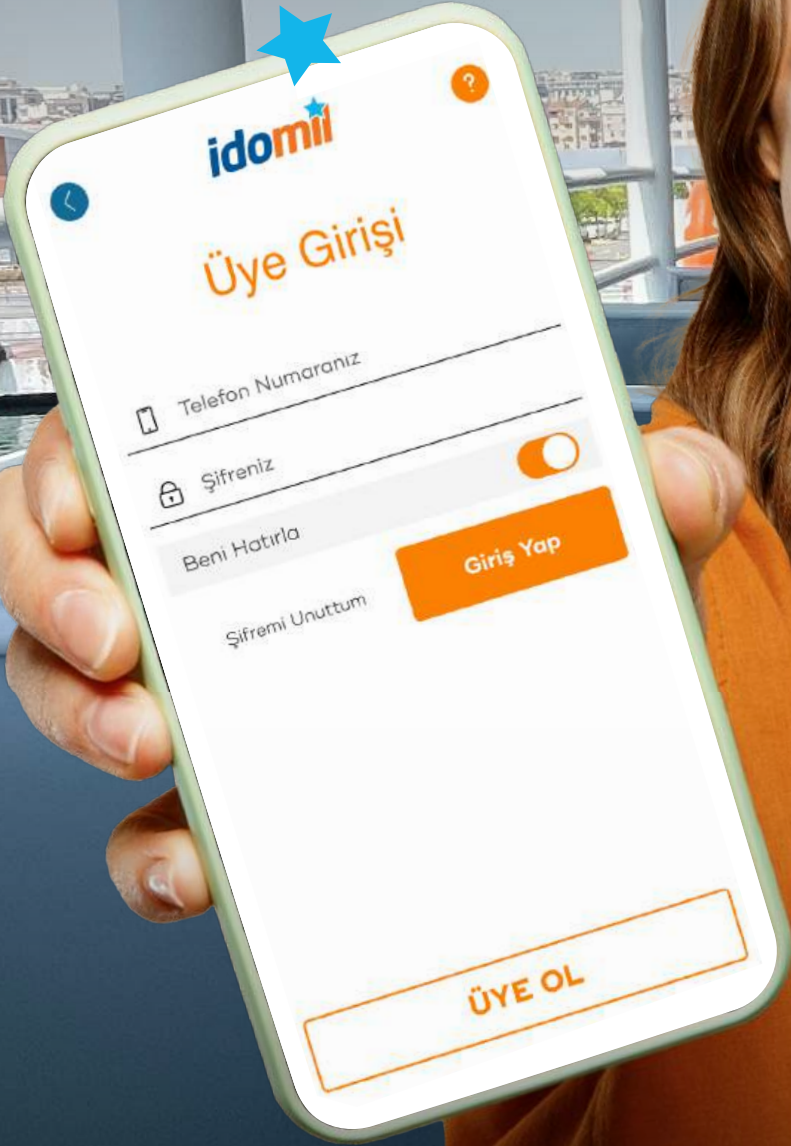 ?
idomil
Üye Girişi
Telefon Numaranız
Şifreniz
Beni Hatırla
Giriş Yap
Şifremi Unuttum
ÜYE OL